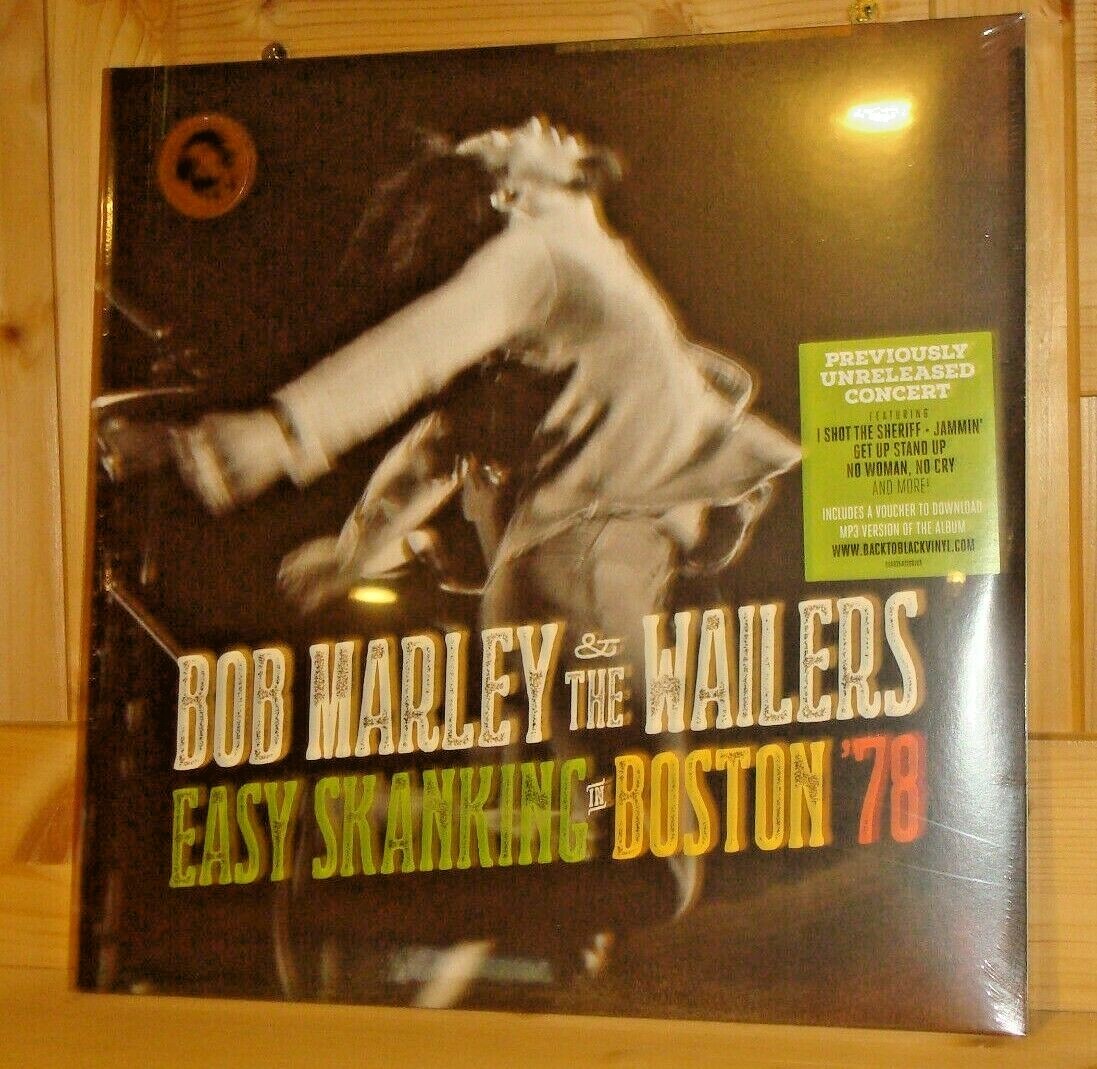 PREVIOUSLY
UNRELEASED
CONCERT
FEATURING
I SHOT THE SHERIFF • JAMMIN'
GET UP STAND UP
NO WOMAN, NO CRY
AND MORE!
INCLUDES A VOUCHER TO DOWNLOAD
MP3 VERSION OF THE ALBUM
WWW.BACKTOBLACKVINYL.COM
BOB MARLEY & THE WAILERS
EASY SKANKING IN BOSTON '78